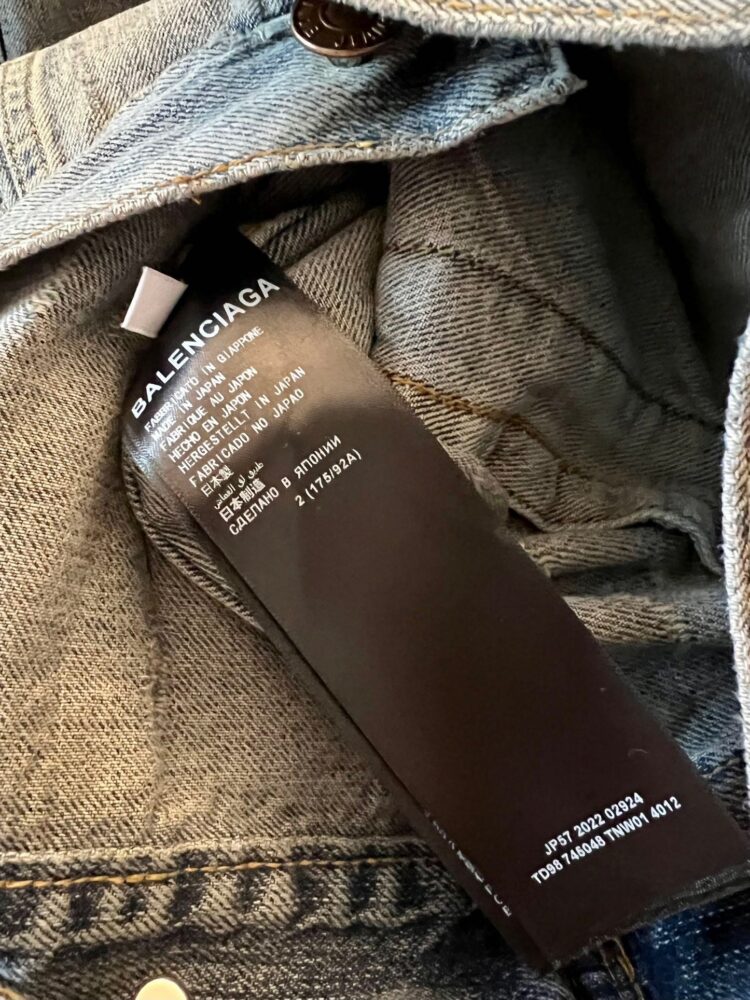 BALENCIAGA
FABRICATO IN GIAPPONE
MADE IN JAPAN
FABRIQUE AU JAPON
HECHO EN JAPON
HERGESTELLT IN JAPAN
FABRICADO NO JAPAO
日本製
日本制造
СДЕЛАНО В ЯПОНИИ
2 (175/92A)
JP57 2022 02924
TD98 745048 TNW01 4012